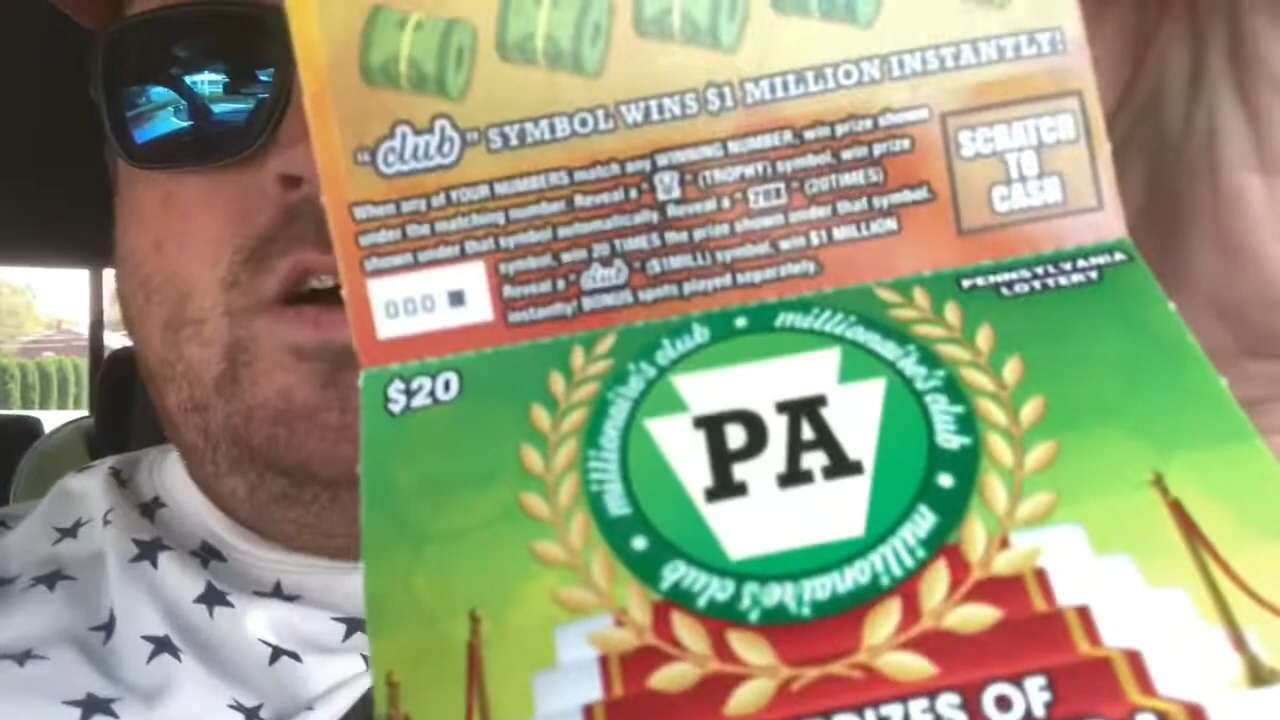 "club" SYMBOL WINS $1 MILLION INSTANTLY!
When any of YOUR NUMBERS match any WINNING NUMBER, win prize shown
under the matching number. Reveal a " " (TROPHY) symbol, win prize
shown under that symbol automatically. Reveal a "20X" (20TIMES)
symbol, win 20 TIMES the prize shown under that symbol.
Reveal a "club" ($1MILL) symbol, win $1 MILLION
instantly! BONUS spots played separately.
SCRATCH
TO
CASH
000
PENNSYLVANIA
LOTTERY
$20
millionaire's club • millionaire's club • millionaire's club •
PA
PRIZES OF